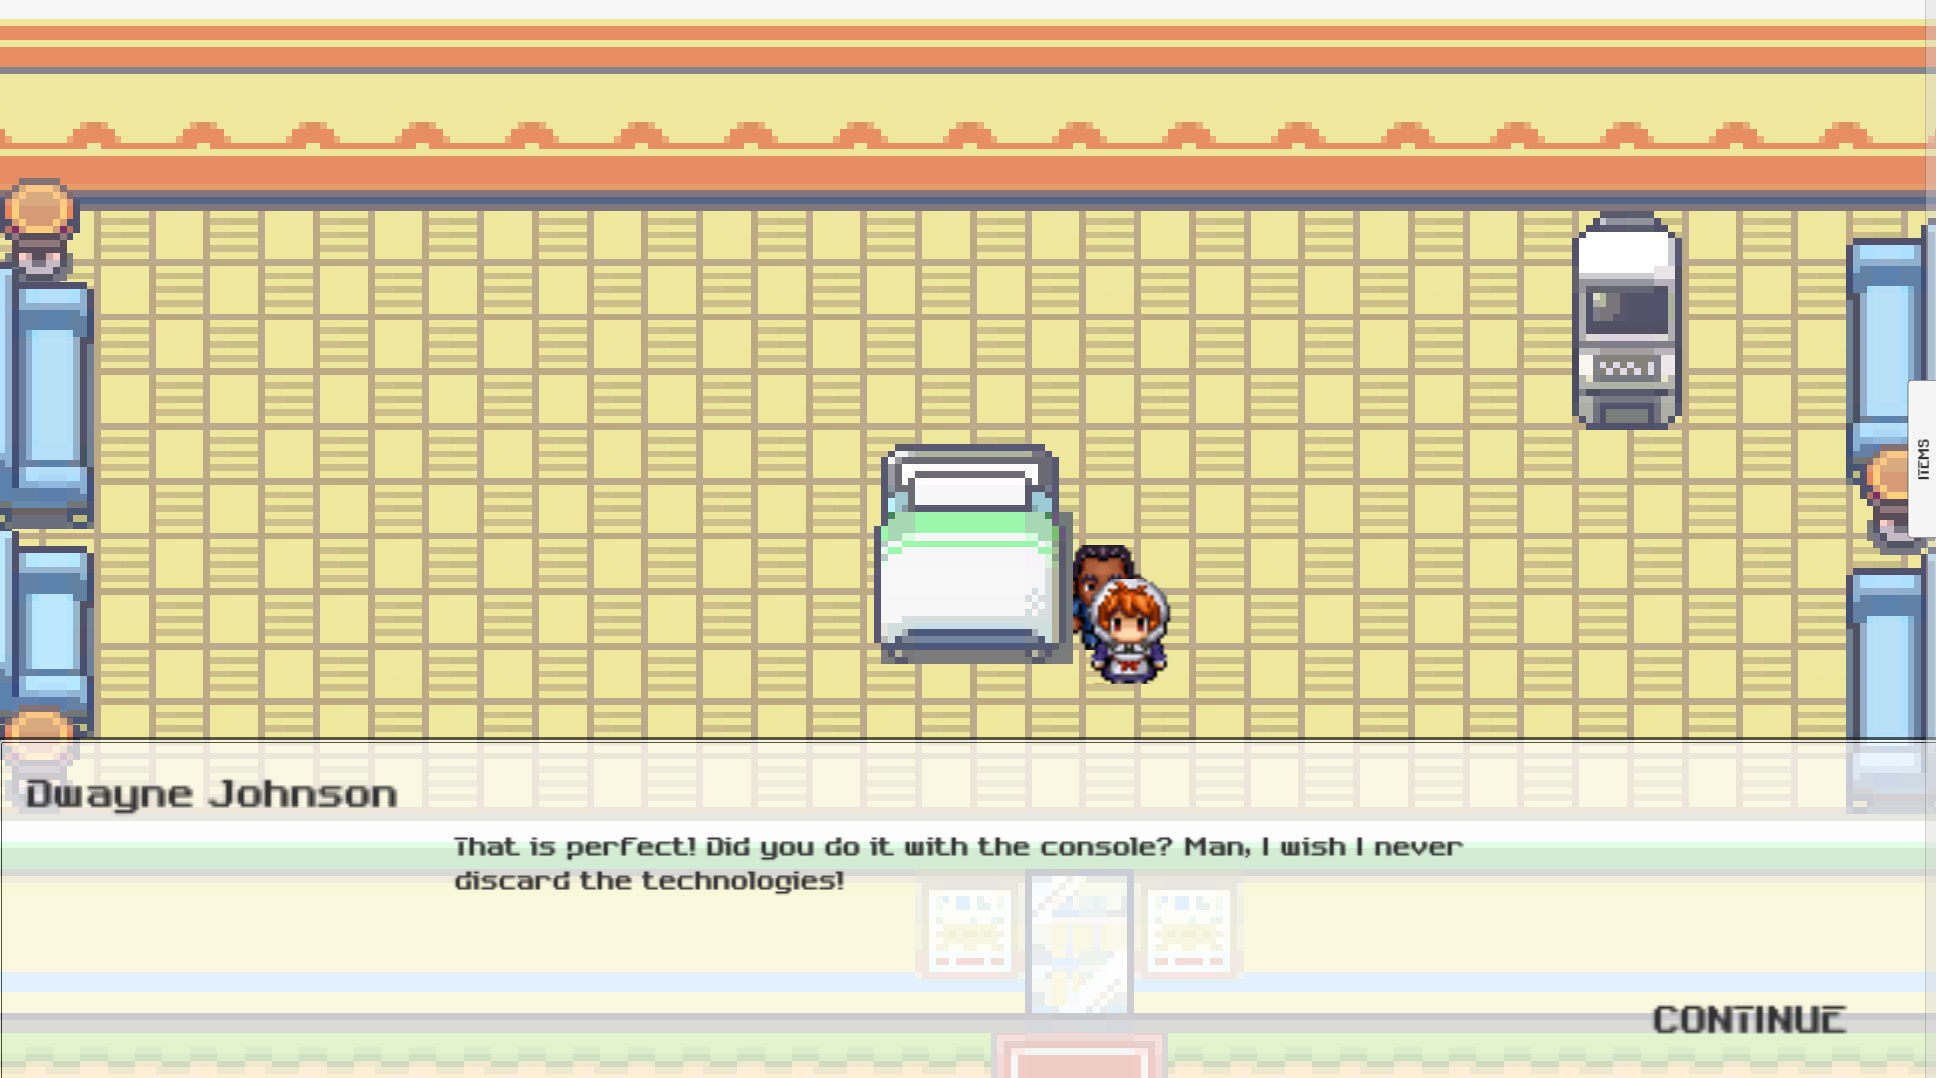 ITEMS
Dwayne Johnson
That is perfect! Did you do it with the console? Man, I wish I never
discard the technologies!
CONTINUE